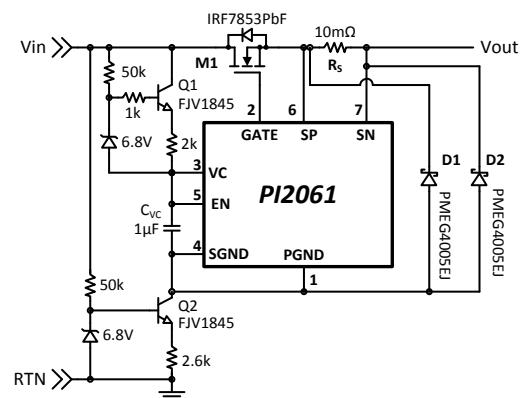 IRF7853PbF
Vin
10mΩ
Vout
M1
R_S
50k
Q1
FJV1845
1k
2
6
7
GATE
SP
SN
6.8V
2k
3
VC
D1
D2
5
EN
PI2061
C_VC
1µF
4
SGND
PGND
PMEG4005EJ
PMEG4005EJ
1
50k
Q2
FJV1845
6.8V
2.6k
RTN